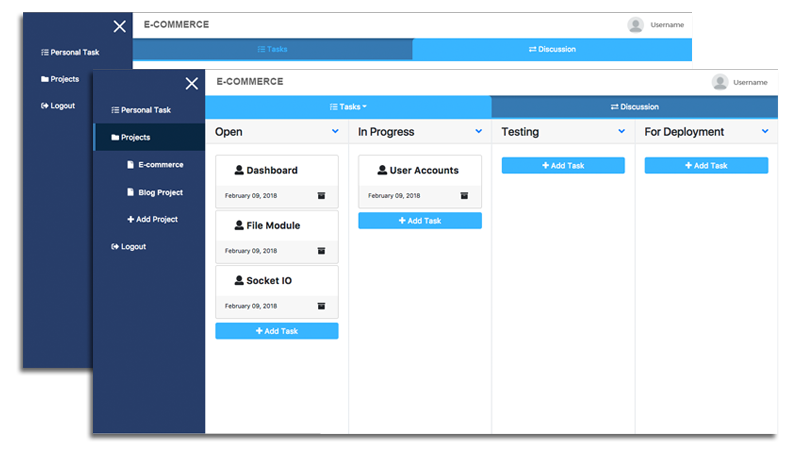 E-COMMERCE
Username
Tasks
Discussion
Personal Task
Projects
Logout
E-COMMERCE
Username
Personal Task
Projects
E-commerce
Blog Project
Add Project
Logout
Tasks
Discussion
Open
In Progress
Testing
For Deployment
Dashboard
February 09, 2018
File Module
February 09, 2018
Socket IO
February 09, 2018
Add Task
User Accounts
February 09, 2018
Add Task
Add Task
Add Task